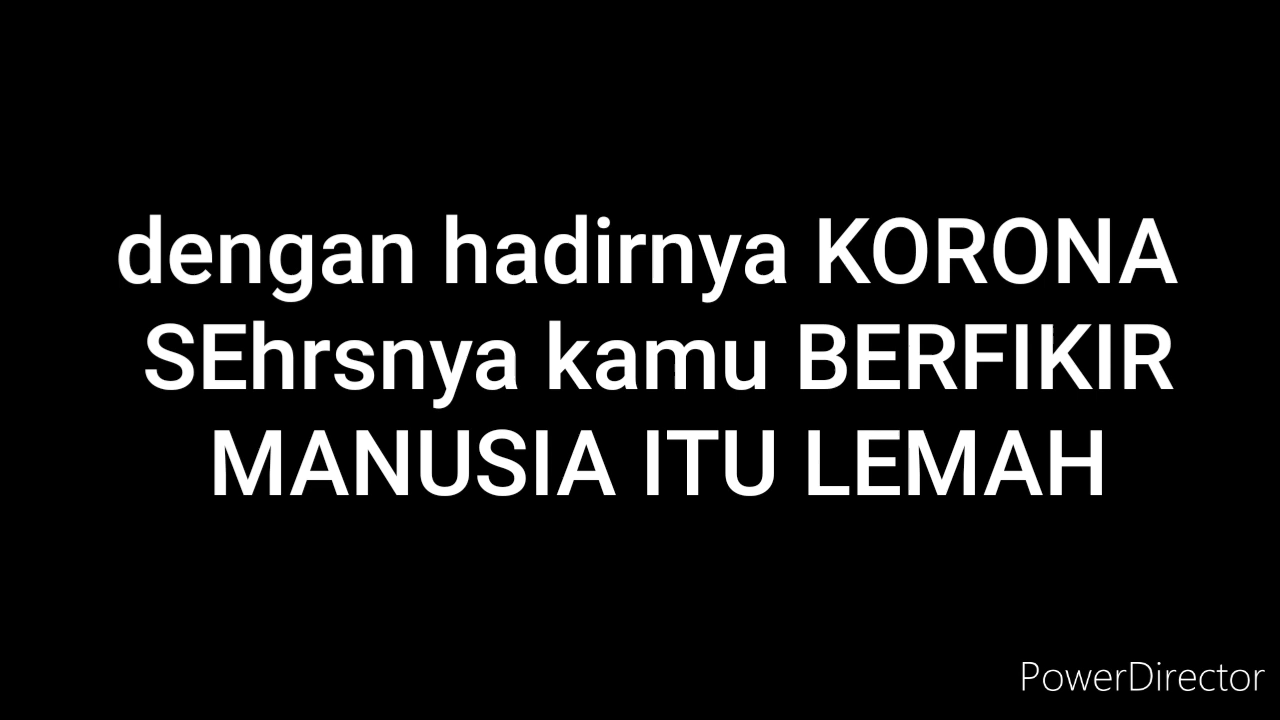 dengan hadirnya KORONA
SEhrsnya kamu BERFIKIR
MANUSIA ITU LEMAH
PowerDirector